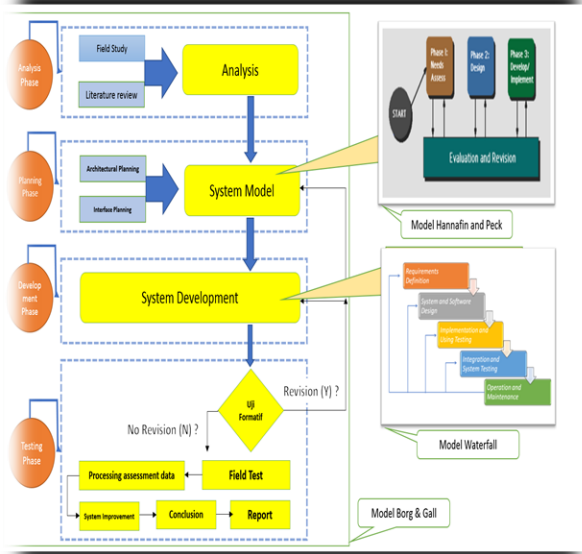 Analysis
Phase
Field Study
Literature review
Analysis
Planning
Phase
Architectural Planning
Interface Planning
System Model
Develop
ment
Phase
System Development
Testing
Phase
Uji
Formatif
Revision (Y) ?
No Revision (N) ?
Processing assessment data
Field Test
System Improvement
Conclusion
Report
START
Phase 1:
Needs
Assess
Phase 2:
Design
Phase 3:
Develop/
Implement
Evaluation and Revision
Model Hannafin and Peck
Requirements
Definition
System and Software
Design
Implementation and
Uning Testing
Integration and
System Testing
Operation and
Maintenance
Model Waterfall
Model Borg & Gall